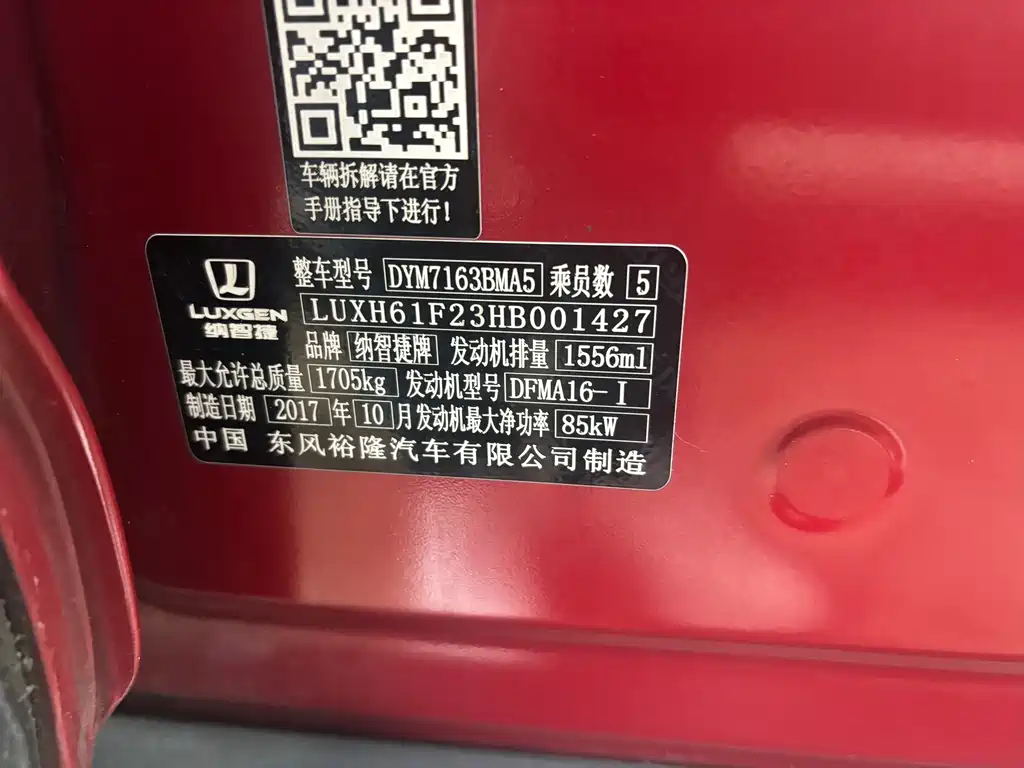 车辆拆解请在官方
手册指导下进行!
LUXGEN
纳智捷
整车型号 DYM7163BMA5 乘员数 5
LUXH61F23HB001427
品牌 纳智捷牌 发动机排量 1556ml
最大允许总质量 1705kg 发动机型号 DFMA16-I
制造日期 2017 年 10 月 发动机最大净功率 85kW
中国 东风裕隆汽车有限公司制造